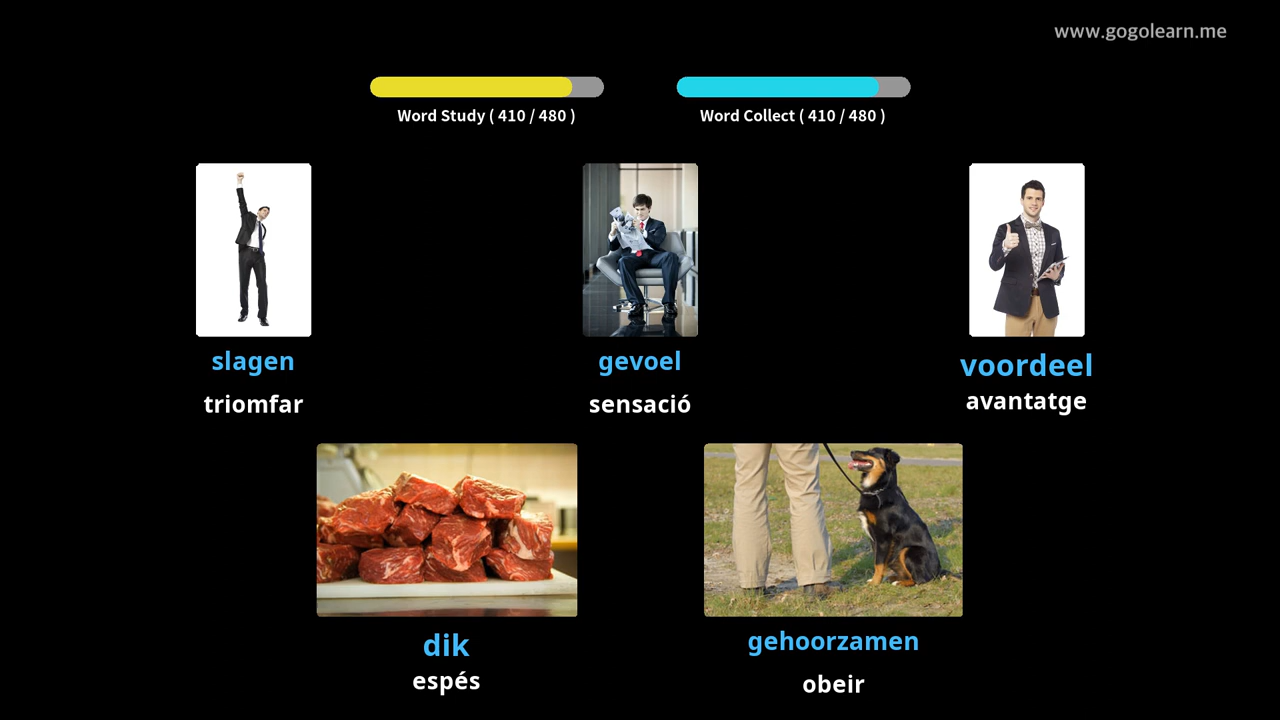 www.gogolearn.me
Word Study ( 410 / 480 )
Word Collect ( 410 / 480 )
slagen
triomfar
gevoel
sensació
voordeel
avantatge
dik
espés
gehoorzamen
obeir